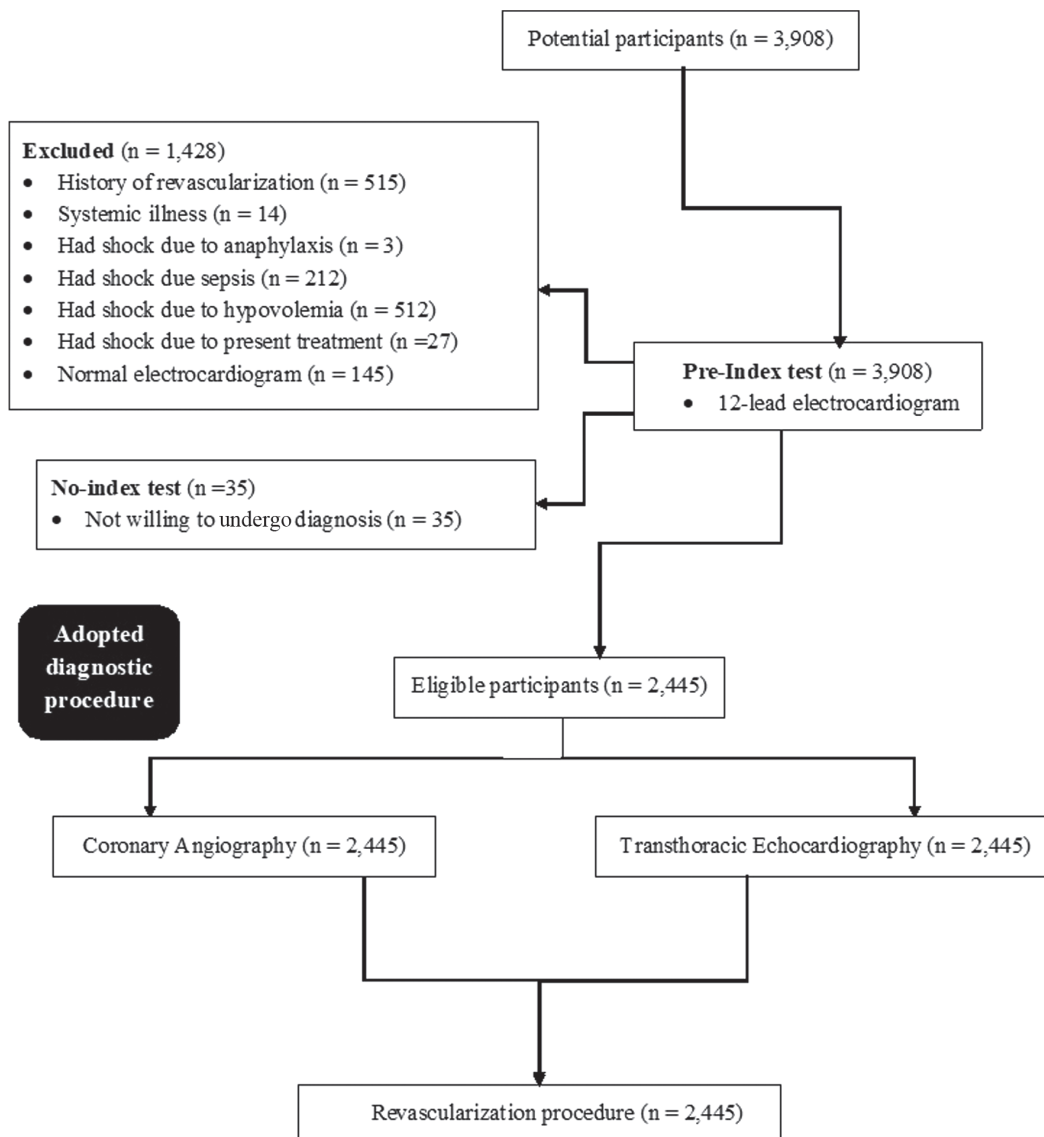 Potential participants (n = 3,908)
Excluded (n = 1,428)
• History of revascularization (n = 515)
• Systemic illness (n = 14)
• Had shock due to anaphylaxis (n = 3)
• Had shock due sepsis (n = 212)
• Had shock due to hypovolemia (n = 512)
• Had shock due to present treatment (n =27)
• Normal electrocardiogram (n = 145)
Pre-Index test (n = 3,908)
• 12-lead electrocardiogram
No-index test (n =35)
• Not willing to undergo diagnosis (n = 35)
Adopted
diagnostic
procedure
Eligible participants (n = 2,445)
Coronary Angiography (n = 2,445)
Transthoracic Echocardiography (n = 2,445)
Revascularization procedure (n = 2,445)